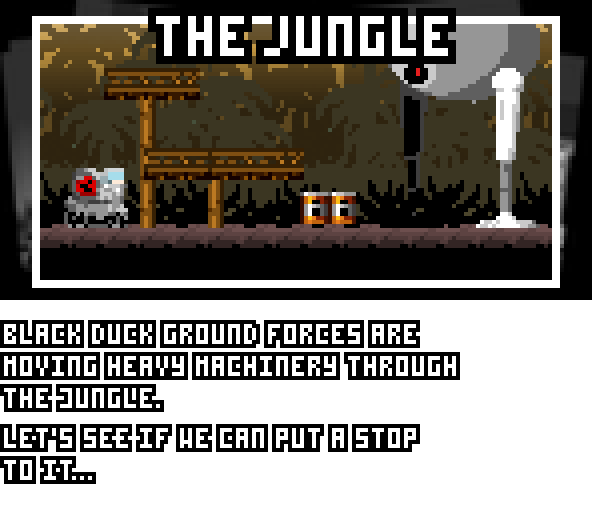 THE JUNGLE
BLACK DUCK GROUND FORCES ARE
MOVING HEAVY MACHINERY THROUGH
THE JUNGLE.
LET'S SEE IF WE CAN PUT A STOP
TO IT...